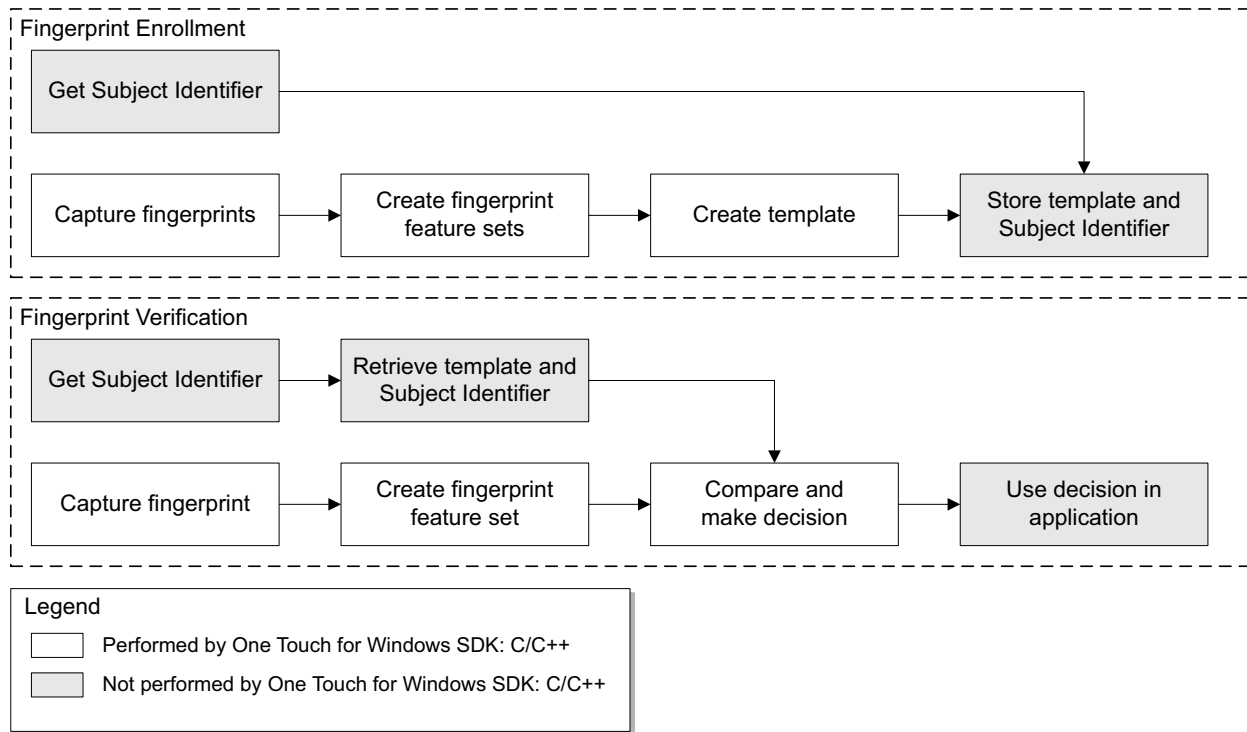 Fingerprint Enrollment
Get Subject Identifier
Capture fingerprints
Create fingerprint
feature sets
Create template
Store template and
Subject Identifier
Fingerprint Verification
Get Subject Identifier
Retrieve template and
Subject Identifier
Capture fingerprint
Create fingerprint
feature set
Compare and
make decision
Use decision in
application
Legend
Performed by One Touch for Windows SDK: C/C++
Not performed by One Touch for Windows SDK: C/C++